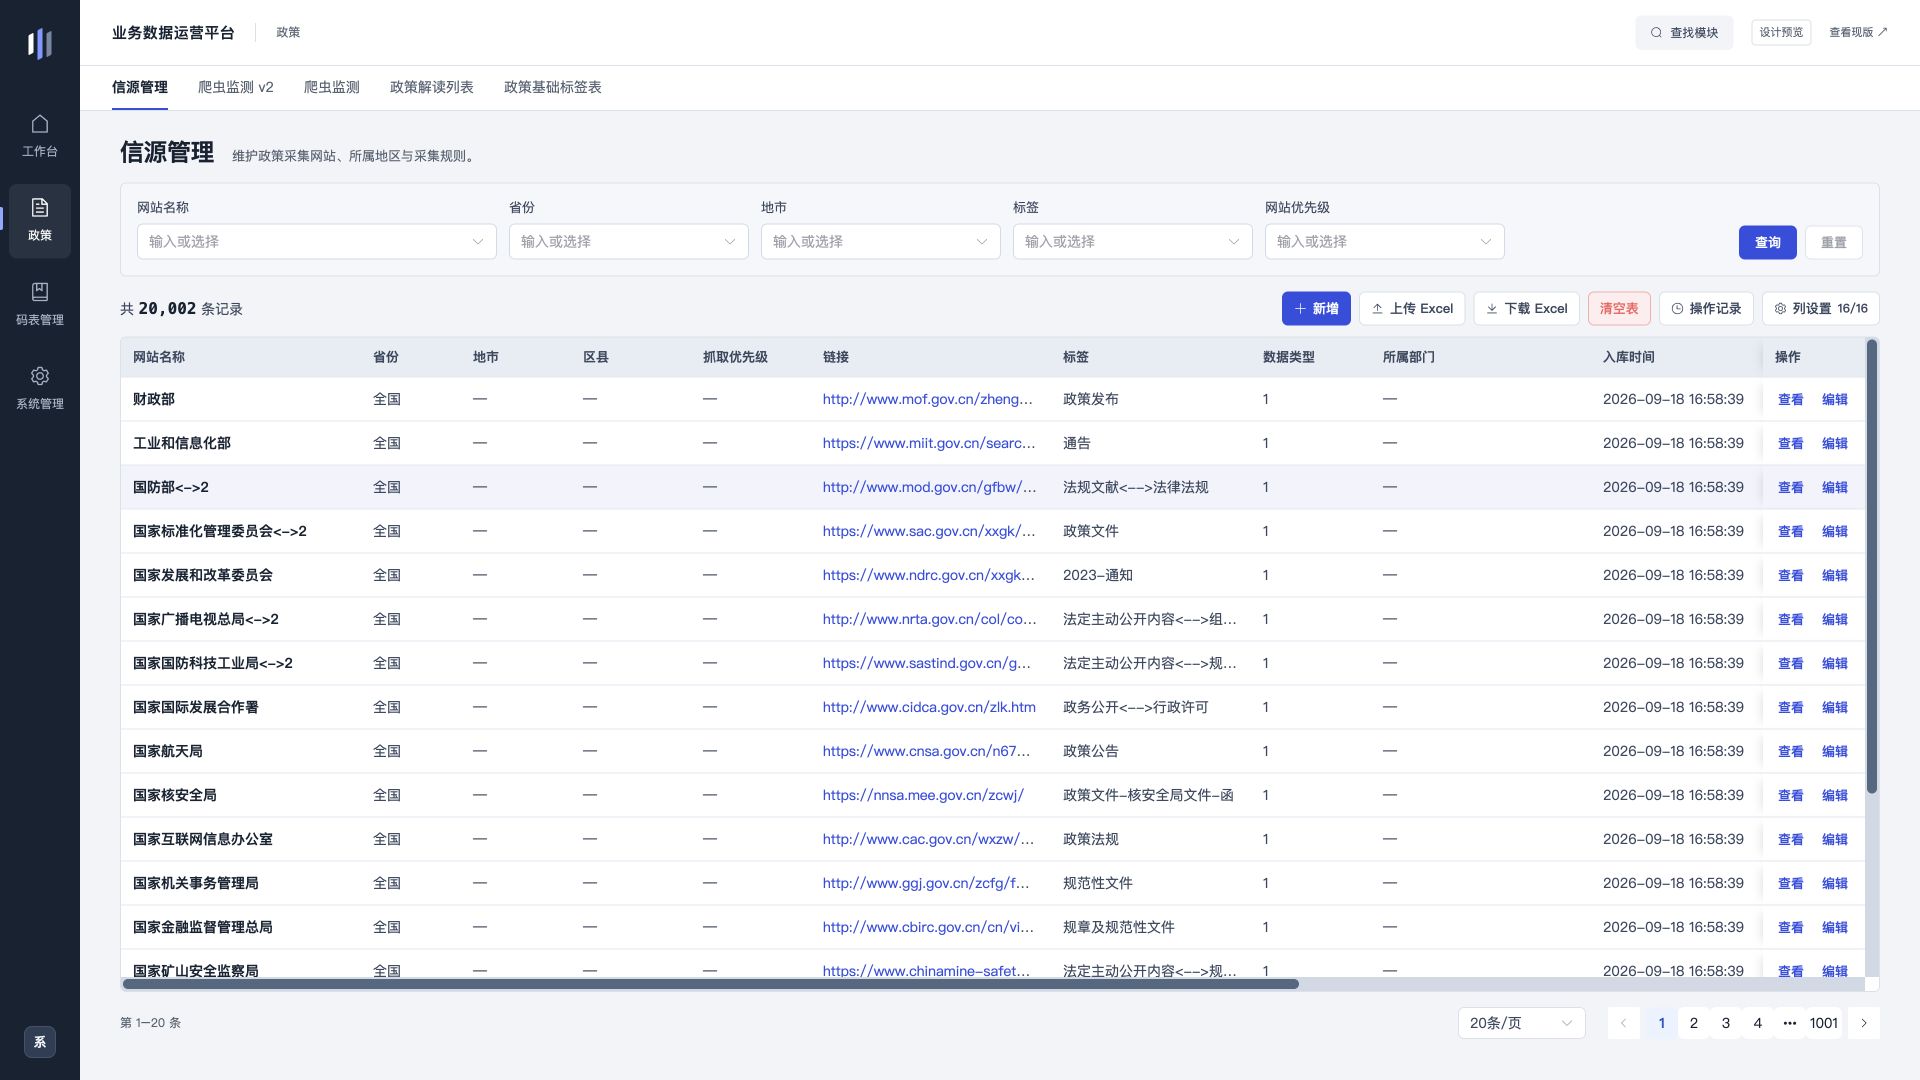 业务数据运营平台 政策 查找模块 设计预览 查看现版
信源管理 爬虫监测 v2 爬虫监测 政策解读列表 政策基础标签表
工作台
政策
码表管理
系统管理
系
信源管理 维护政策采集网站、所属地区与采集规则。
网站名称 省份 地市 标签 网站优先级
输入或选择 输入或选择 输入或选择 输入或选择 输入或选择 查询 重置
共 20,002 条记录 新增 上传 Excel 下载 Excel 清空表 操作记录 列设置 16/16
网站名称 省份 地市 区县 抓取优先级 链接 标签 数据类型 所属部门 入库时间 操作
财政部 全国 — — — http://www.mof.gov.cn/zheng... 政策发布 1 — 2026-09-18 16:58:39 查看 编辑
工业和信息化部 全国 — — — https://www.miit.gov.cn/searc... 通告 1 — 2026-09-18 16:58:39 查看 编辑
国防部<->2 全国 — — — http://www.mod.gov.cn/gfbw/... 法规文献<-->法律法规 1 — 2026-09-18 16:58:39 查看 编辑
国家标准化管理委员会<->2 全国 — — — https://www.sac.gov.cn/xxgk/... 政策文件 1 — 2026-09-18 16:58:39 查看 编辑
国家发展和改革委员会 全国 — — — https://www.ndrc.gov.cn/xxgk... 2023-通知 1 — 2026-09-18 16:58:39 查看 编辑
国家广播电视总局<->2 全国 — — — http://www.nrta.gov.cn/col/co... 法定主动公开内容<-->组... 1 — 2026-09-18 16:58:39 查看 编辑
国家国防科技工业局<->2 全国 — — — https://www.sastind.gov.cn/g... 法定主动公开内容<-->规... 1 — 2026-09-18 16:58:39 查看 编辑
国家国际发展合作署 全国 — — — http://www.cidca.gov.cn/zlk.htm 政务公开<-->行政许可 1 — 2026-09-18 16:58:39 查看 编辑
国家航天局 全国 — — — https://www.cnsa.gov.cn/n67... 政策公告 1 — 2026-09-18 16:58:39 查看 编辑
国家核安全局 全国 — — — https://nnsa.mee.gov.cn/zcwj/ 政策文件-核安全局文件-函 1 — 2026-09-18 16:58:39 查看 编辑
国家互联网信息办公室 全国 — — — http://www.cac.gov.cn/wxzw/... 政策法规 1 — 2026-09-18 16:58:39 查看 编辑
国家机关事务管理局 全国 — — — http://www.ggj.gov.cn/zcfg/f... 规范性文件 1 — 2026-09-18 16:58:39 查看 编辑
国家金融监督管理总局 全国 — — — http://www.cbirc.gov.cn/cn/vi... 规章及规范性文件 1 — 2026-09-18 16:58:39 查看 编辑
国家矿山安全监察局 全国 — — — https://www.chinamine-safet... 法定主动公开内容<-->规... 1 — 2026-09-18 16:58:39 查看 编辑
第 1—20 条 20条/页 1 2 3 4 ••• 1001